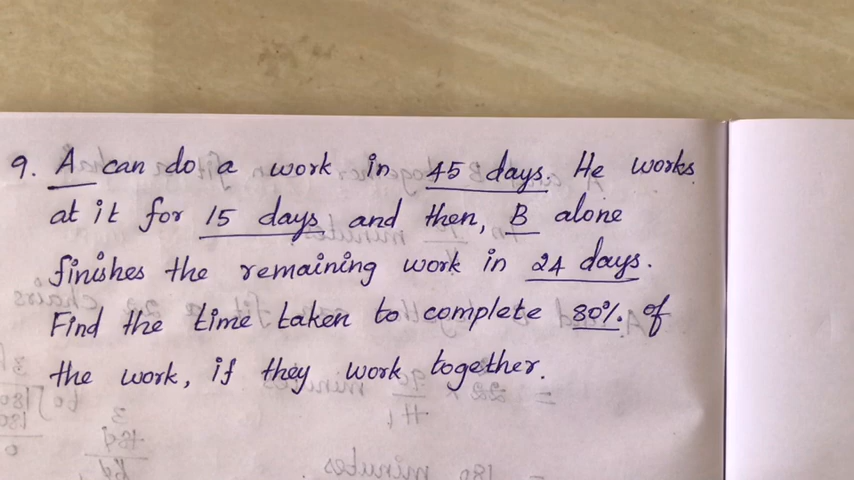 9. A can do a work in 45 days. He works
at it for 15 days and then, B alone
finishes the remaining work in 24 days.
Find the time taken to complete 80% of
the work, if they work together.